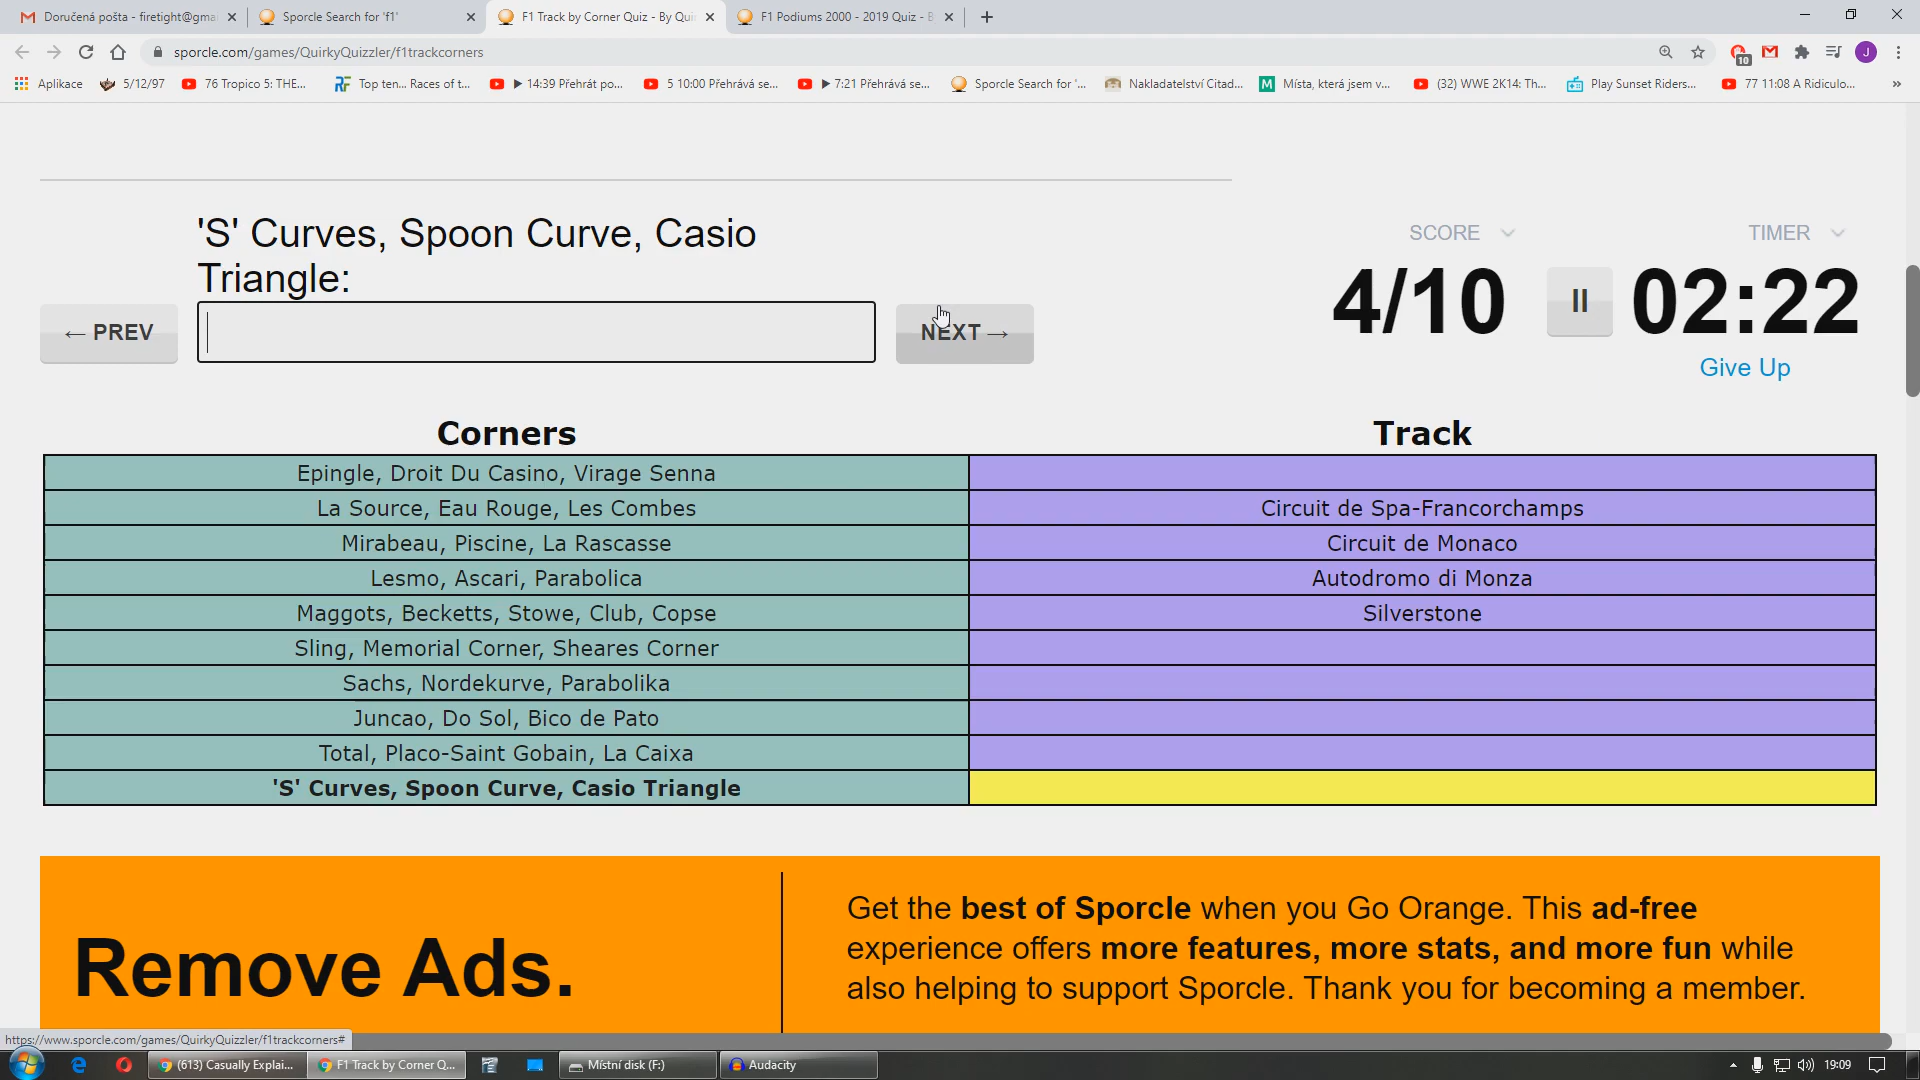 Doručená pošta - firetight@gma
Sporcle Search for 'f1'
F1 Track by Corner Quiz - By Qui
F1 Podiums 2000 - 2019 Quiz - B
sporcle.com/games/QuirkyQuizzler/f1trackcorners
10
J
Aplikace
5/12/97
76 Tropico 5: THE...
Top ten... Races of t...
▶ 14:39 Přehrát po...
5 10:00 Přehrává se...
▶ 7:21 Přehrává se...
Sporcle Search for '...
Nakladatelství Citad...
Místa, která jsem v...
(32) WWE 2K14: Th...
Play Sunset Riders...
77 11:08 A Ridiculo...
»
'S' Curves, Spoon Curve, Casio
Triangle:
← PREV
NEXT →
SCORE
4/10
TIMER
02:22
Give Up
Corners Track
Epingle, Droit Du Casino, Virage Senna
La Source, Eau Rouge, Les Combes Circuit de Spa-Francorchamps
Mirabeau, Piscine, La Rascasse Circuit de Monaco
Lesmo, Ascari, Parabolica Autodromo di Monza
Maggots, Becketts, Stowe, Club, Copse Silverstone
Sling, Memorial Corner, Sheares Corner
Sachs, Nordekurve, Parabolika
Juncao, Do Sol, Bico de Pato
Total, Placo-Saint Gobain, La Caixa
'S' Curves, Spoon Curve, Casio Triangle
Remove Ads.
Get the best of Sporcle when you Go Orange. This ad-free
experience offers more features, more stats, and more fun while
also helping to support Sporcle. Thank you for becoming a member.
https://www.sporcle.com/games/QuirkyQuizzler/f1trackcorners#
(613) Casually Explai...
F1 Track by Corner Q...
Místní disk (F:)
Audacity
19:09